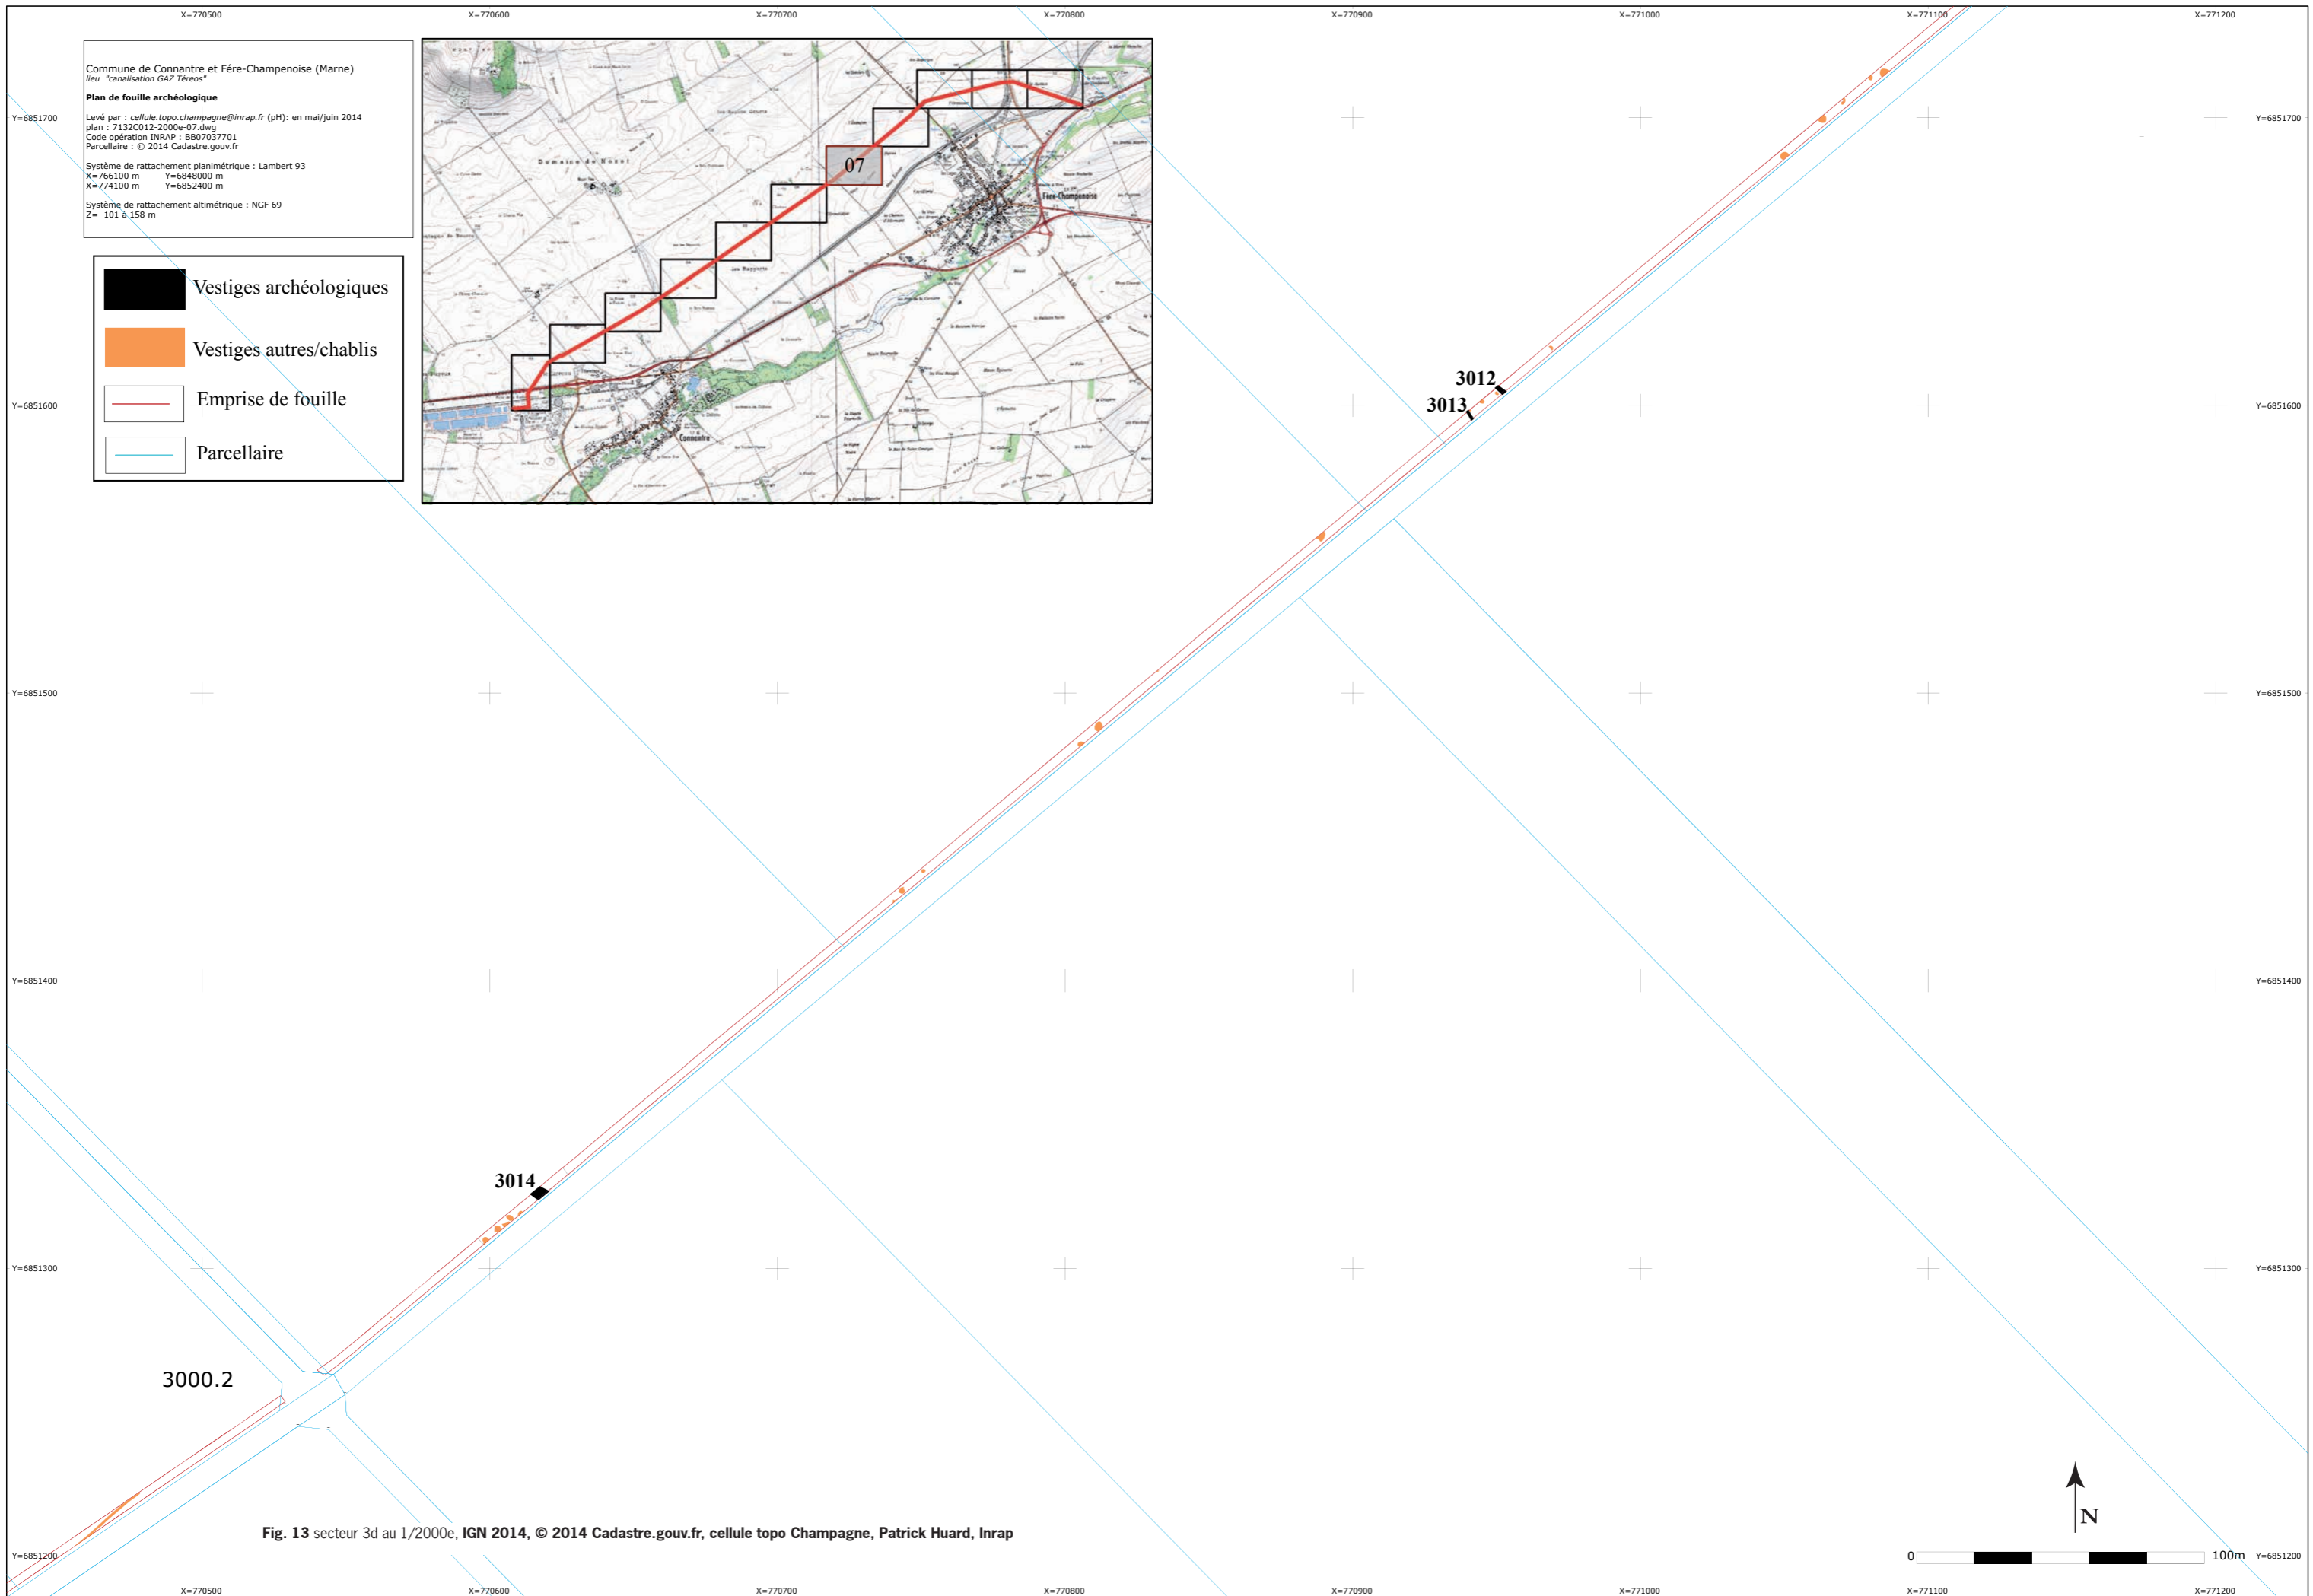 X=770500 X=770600 X=770700 X=770800 X=770900 X=771000 X=771100 X=771200
Commune de Connantre et Fére-Champenoise (Marne)
lieu "canalisation GAZ Téreos"
Plan de fouille archéologique
Levé par : cellule.topo.champagne@inrap.fr (pH): en mai/juin 2014
plan : 7132C012-2000e-07.dwg
Code opération INRAP : BB07037701
Parcellaire : © 2014 Cadastre.gouv.fr
Système de rattachement planimétrique : Lambert 93
X=766100 m Y=6848000 m
X=774100 m Y=6852400 m
Système de rattachement altimétrique : NGF 69
Z= 101 à 158 m
Vestiges archéologiques
Vestiges autres/chablis
Emprise de fouille
Parcellaire
07
Fère-Champenoise
Connantre
Y=6851700 Y=6851700
Y=6851600 Y=6851600
3012
3013
Y=6851500 Y=6851500
Y=6851400 Y=6851400
3014
Y=6851300 Y=6851300
3000.2
N
Fig. 13 secteur 3d au 1/2000e, IGN 2014, © 2014 Cadastre.gouv.fr, cellule topo Champagne, Patrick Huard, Inrap
0 100m
Y=6851200 Y=6851200
X=770500 X=770600 X=770700 X=770800 X=770900 X=771000 X=771100 X=771200